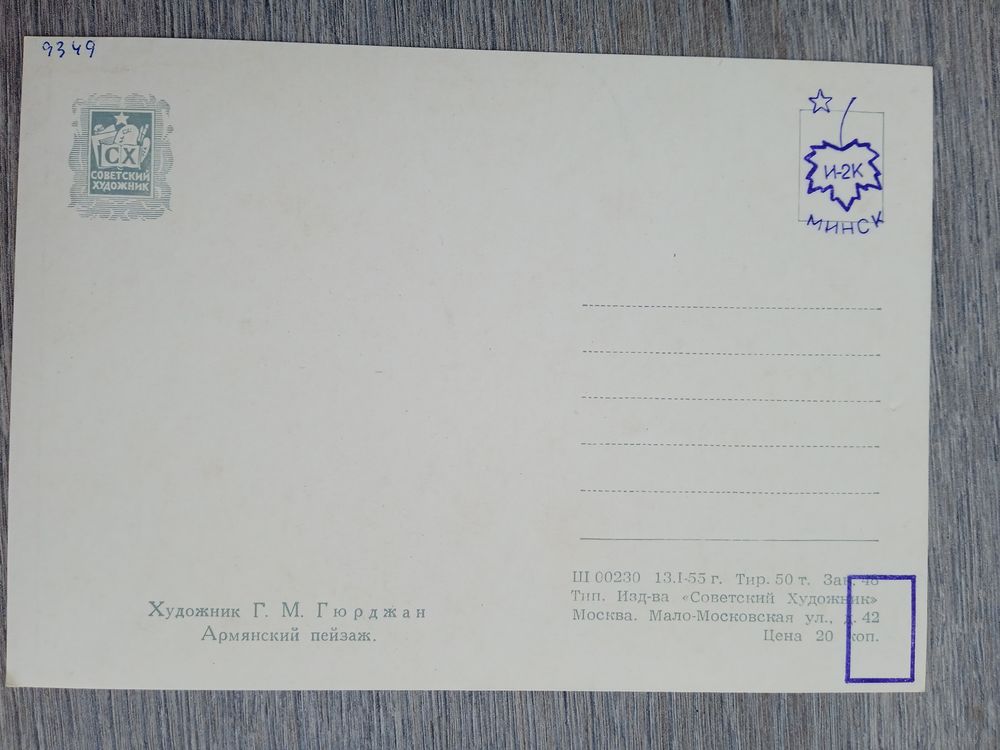 9349
СХ
СОВЕТСКИЙ
ХУДОЖНИК
И-2К
МИНСК
Художник Г. М. Гюрджан
Армянский пейзаж.
Ш 00230 13.I-55 г. Тир. 50 т. Зак. 48
Тип. Изд-ва «Советский Художник»
Москва. Мало-Московская ул., д. 42
Цена 20 коп.